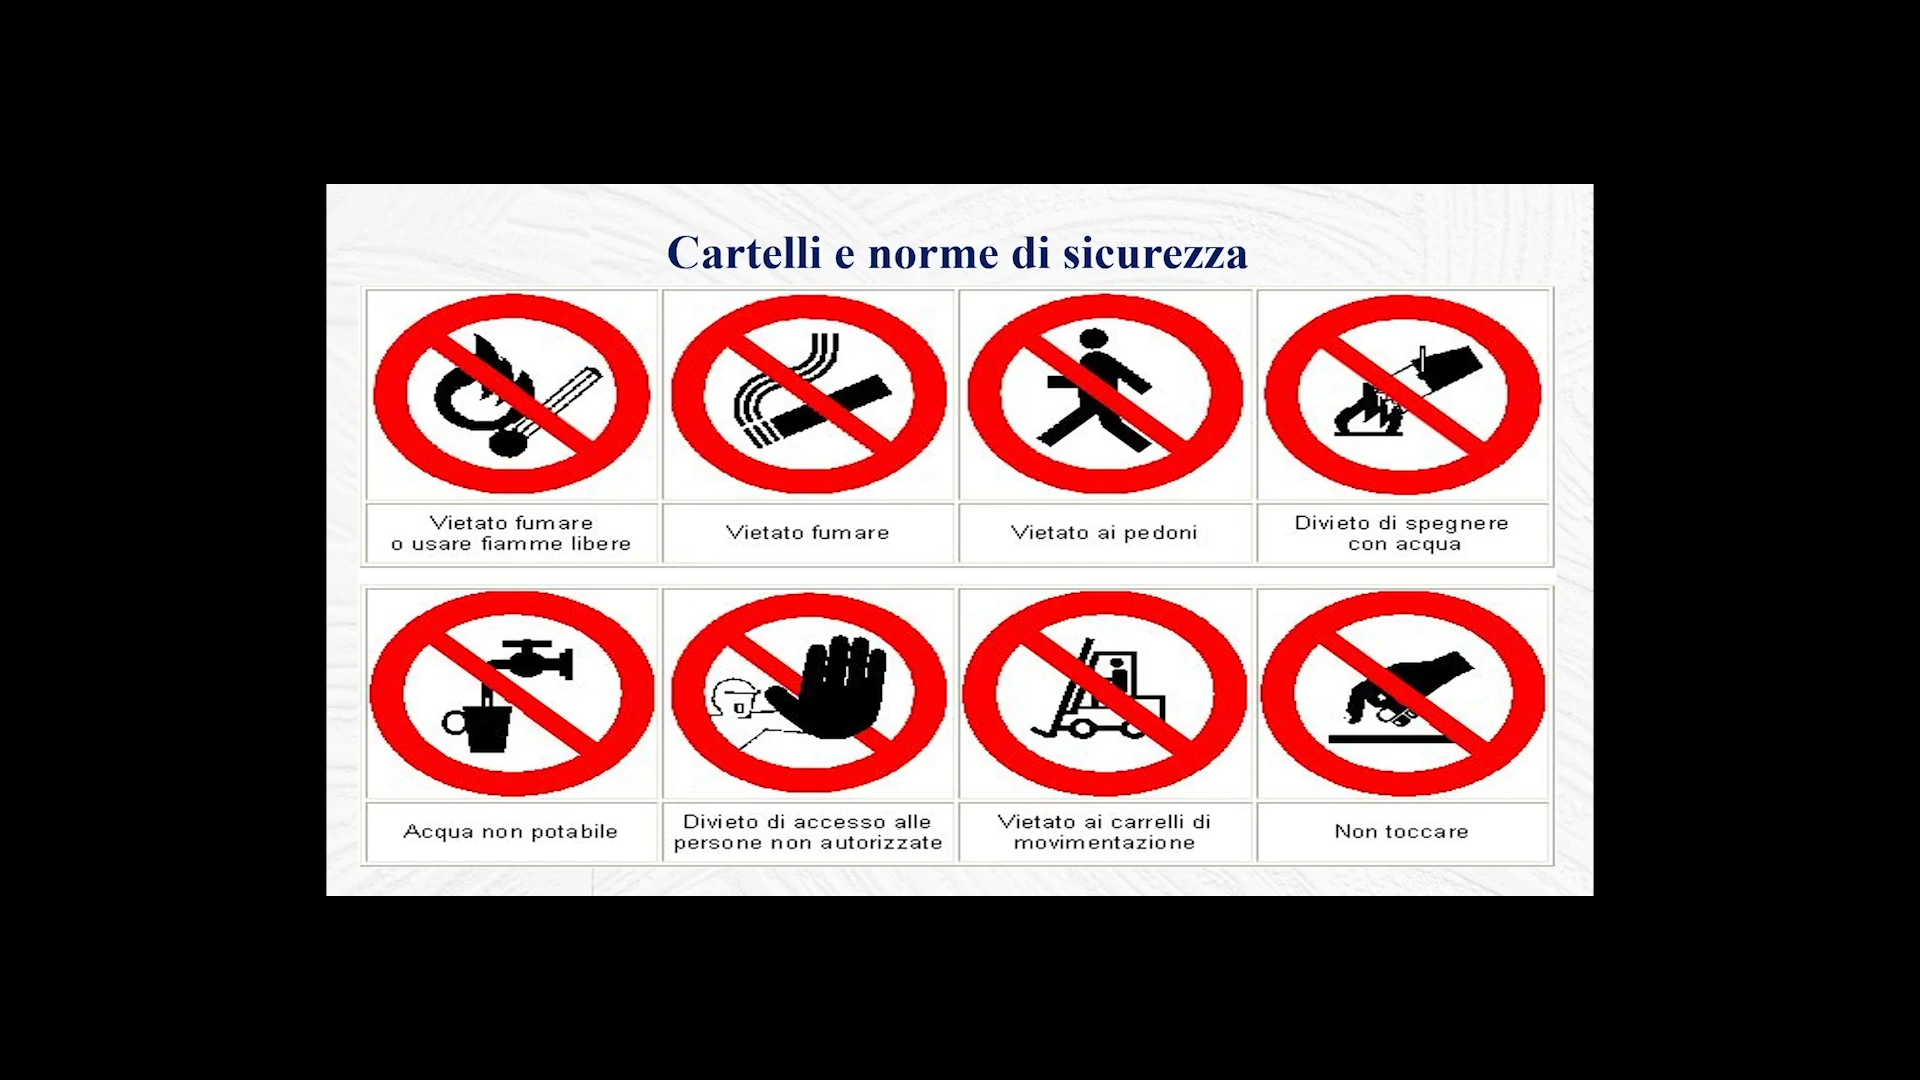 Cartelli e norme di sicurezza
Vietato fumare
o usare fiamme libere
Vietato fumare
Vietato ai pedoni
Divieto di spegnere
con acqua
Acqua non potabile
Divieto di accesso alle
persone non autorizzate
Vietato ai carrelli di
movimentazione
Non toccare